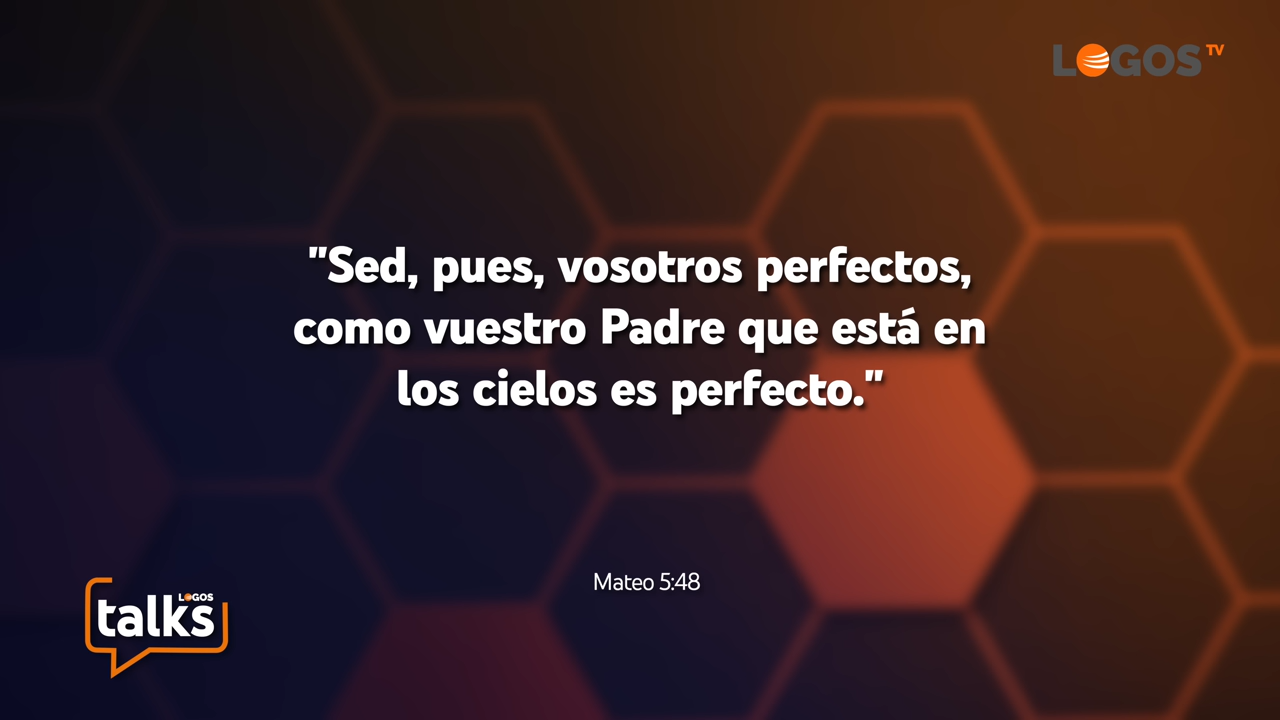 LOGOS TV
"Sed, pues, vosotros perfectos,
como vuestro Padre que está en
los cielos es perfecto."
Mateo 5:48
LOGOS
talks